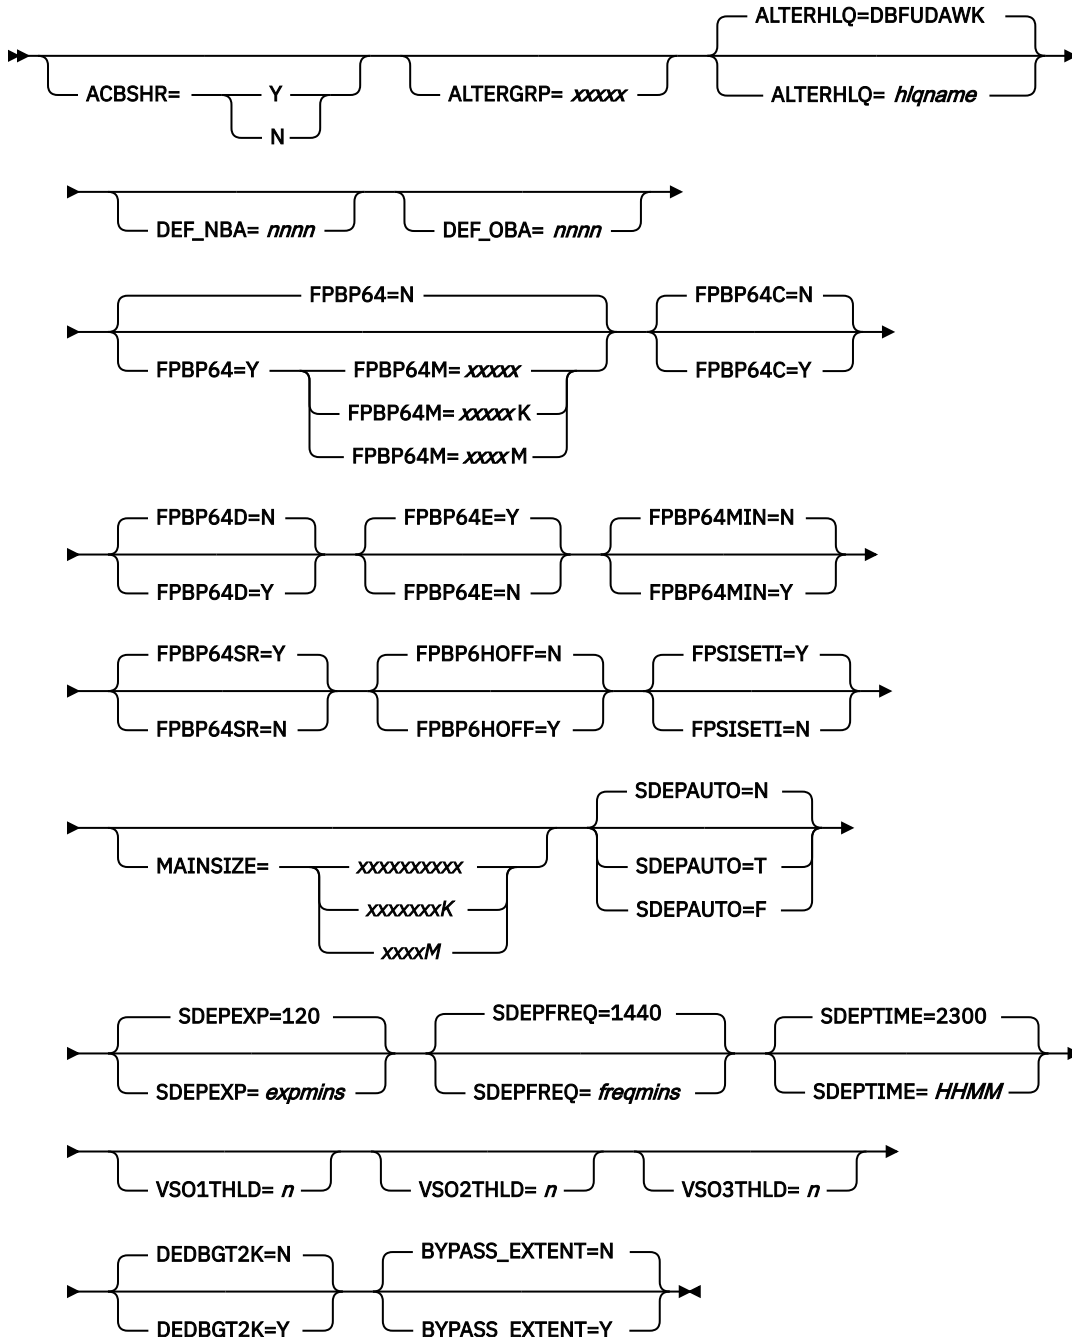 ALTERHLQ=DBFUDAWK
ACBSHR= Y ALTERGRP= xxxxx ALTERHLQ= hlqname
N
DEF_NBA= nnnn DEF_OBA= nnnn
FPBP64=N FPBP64C=N
FPBP64=Y FPBP64M= xxxxx FPBP64C=Y
FPBP64M= xxxxx K
FPBP64M= xxxx M
FPBP64D=N FPBP64E=Y FPBP64MIN=N
FPBP64D=Y FPBP64E=N FPBP64MIN=Y
FPBP64SR=Y FPBP6HOFF=N FPSISETI=Y
FPBP64SR=N FPBP6HOFF=Y FPSISETI=N
SDEPAUTO=N
MAINSIZE= xxxxxxxxxx SDEPAUTO=T
xxxxxxxK SDEPAUTO=F
xxxxM
SDEPEXP=120 SDEPFREQ=1440 SDEPTIME=2300
SDEPEXP= expmins SDEPFREQ= freqmins SDEPTIME= HHMM
VSO1THLD= n VSO2THLD= n VSO3THLD= n
DEDBGT2K=N BYPASS_EXTENT=N
DEDBGT2K=Y BYPASS_EXTENT=Y